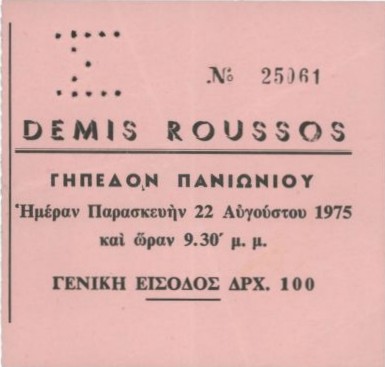 Σ
Nº 25061
DEMIS ROUSSOS
ΓΗΠΕΔΟΝ ΠΑΝΙΩΝΙΟΥ
Ἡμέραν Παρασκευὴν 22 Αὐγούστου 1975
καὶ ὥραν 9.30´ μ. μ.
ΓΕΝΙΚΗ ΕΙΣΟΔΟΣ ΔΡΧ. 100